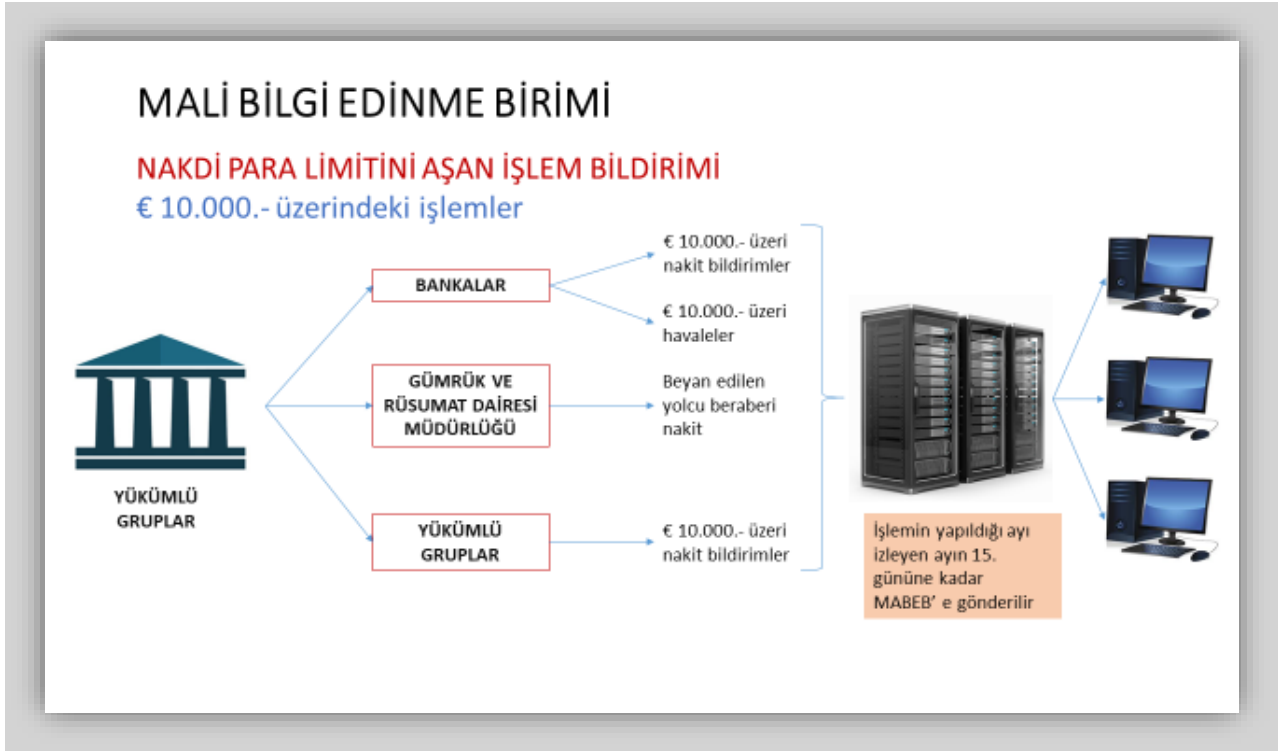 MALİ BİLGİ EDİNME BİRİMİ
NAKDİ PARA LİMİTİNİ AŞAN İŞLEM BİLDİRİMİ
€ 10.000.- üzerindeki işlemler
YÜKÜMLÜ
GRUPLAR
BANKALAR
€ 10.000.- üzeri
nakit bildirimler
€ 10.000.- üzeri
havaleler
GÜMRÜK VE
RÜSUMAT DAİRESİ
MÜDÜRLÜĞÜ
Beyan edilen
yolcu beraberi
nakit
YÜKÜMLÜ
GRUPLAR
€ 10.000.- üzeri
nakit bildirimler
İşlemin yapıldığı ayı
izleyen ayın 15.
gününe kadar
MABEB' e gönderilir